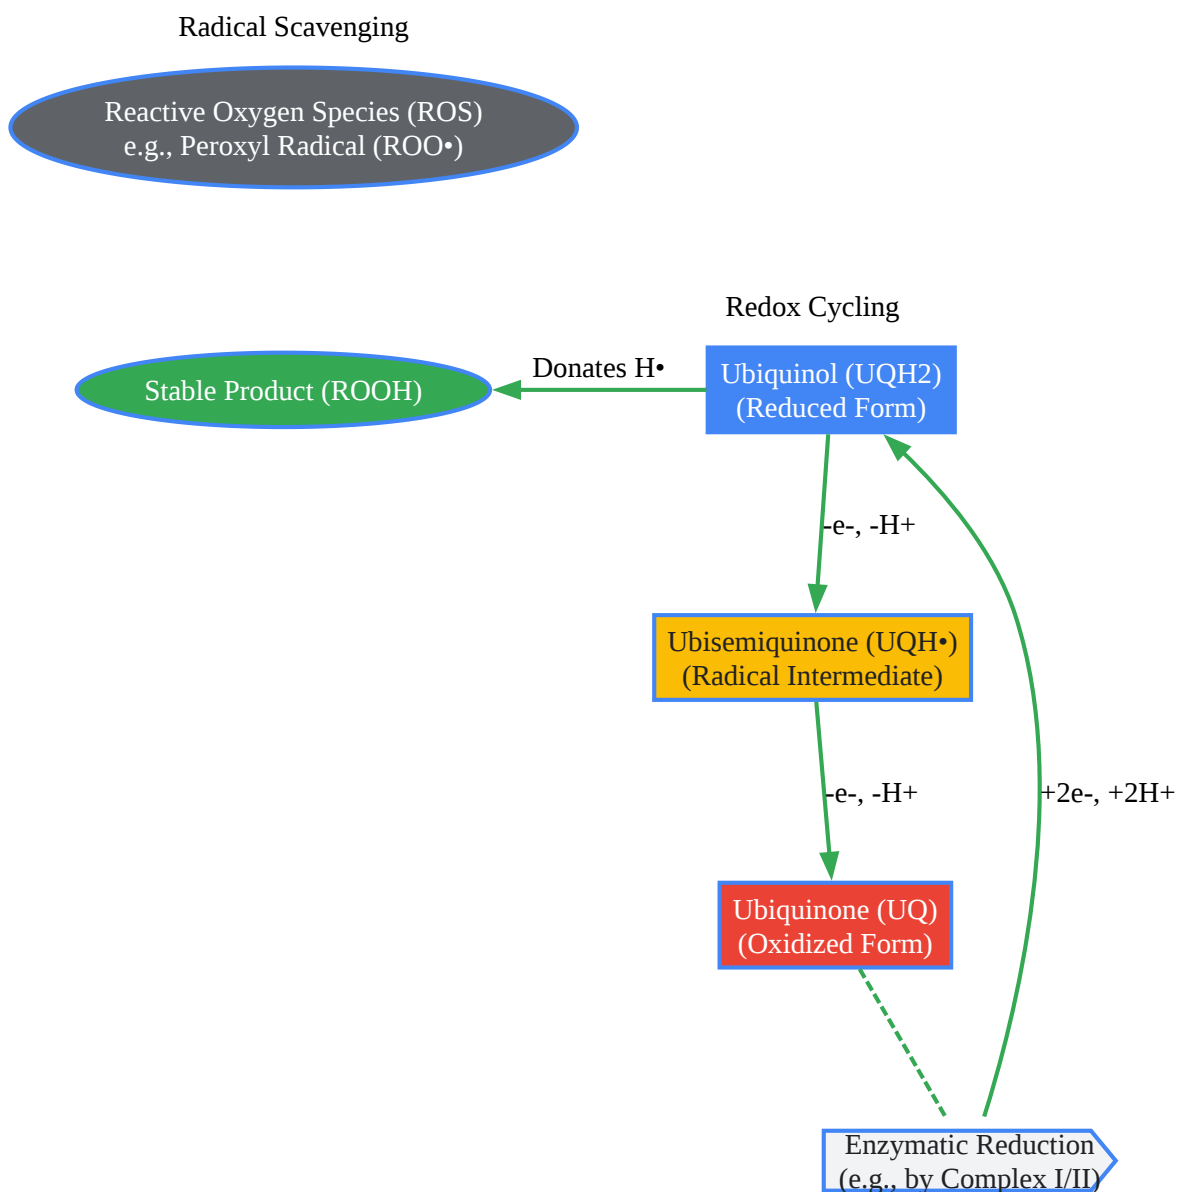 Radical Scavenging
Reactive Oxygen Species (ROS)
e.g., Peroxyl Radical (ROO•)
Redox Cycling
Donates H•
Ubiquinol (UQH2)
(Reduced Form)
Stable Product (ROOH)
-e-, -H+
Ubisemiquinone (UQH•)
(Radical Intermediate)
-e-, -H+
+2e-, +2H+
Ubiquinone (UQ)
(Oxidized Form)
Enzymatic Reduction
(e.g., by Complex I/II)